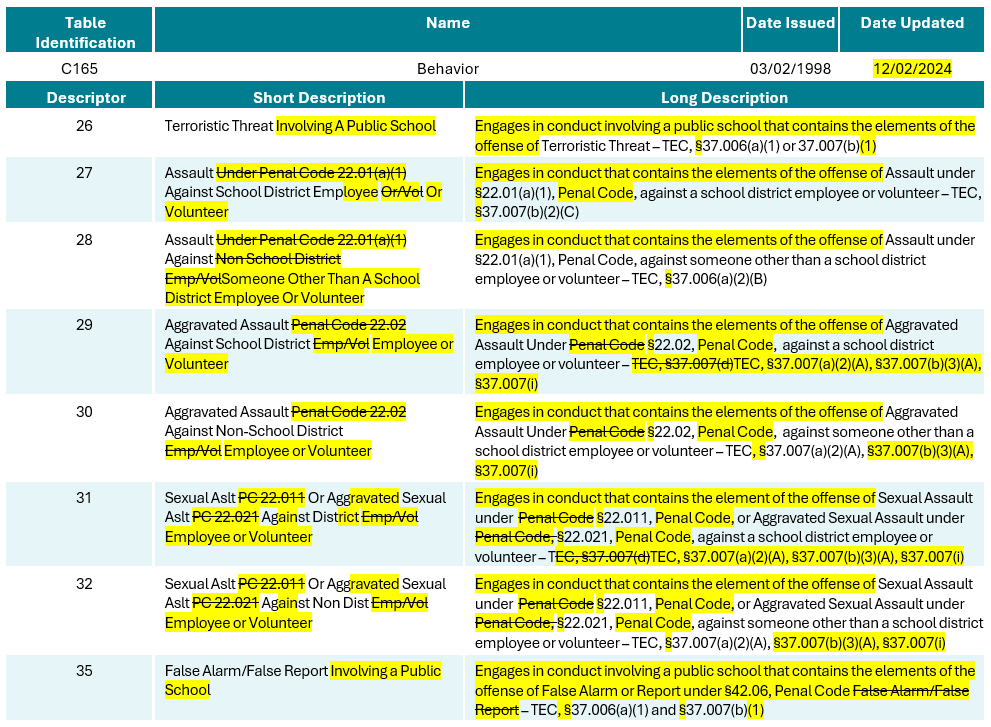 Table Identification Name Date Issued Date Updated
C165 Behavior 03/02/1998 12/02/2024
Descriptor Short Description Long Description
26
Terroristic Threat Involving A Public School
Engages in conduct involving a public school that contains the elements of the
offense of Terroristic Threat – TEC, §37.006(a)(1) or 37.007(b)(1)
27
Assault Under Penal Code 22.01(a)(1)
Against School District Employee Or/Vol Or
Volunteer
Engages in conduct that contains the elements of the offense of Assault under
§22.01(a)(1), Penal Code, against a school district employee or volunteer – TEC,
§37.007(b)(2)(C)
28
Assault Under Penal Code 22.01(a)(1)
Against Non School District
Emp/VolSomeone Other Than A School
District Employee Or Volunteer
Engages in conduct that contains the elements of the offense of Assault under
§22.01(a)(1), Penal Code, against someone other than a school district
employee or volunteer – TEC, §37.006(a)(2)(B)
29
Aggravated Assault Penal Code 22.02
Against School District Emp/Vol Employee or
Volunteer
Engages in conduct that contains the elements of the offense of Aggravated
Assault Under Penal Code §22.02, Penal Code, against a school district
employee or volunteer – TEC, §37.007(d)TEC, §37.007(a)(2)(A), §37.007(b)(3)(A),
§37.007(i)
30
Aggravated Assault Penal Code 22.02
Against Non-School District
Emp/Vol Employee or Volunteer
Engages in conduct that contains the elements of the offense of Aggravated
Assault Under Penal Code §22.02, Penal Code, against someone other than a
school district employee or volunteer – TEC, §37.007(a)(2)(A), §37.007(b)(3)(A),
§37.007(i)
31
Sexual Aslt PC 22.011 Or Aggravated Sexual
Aslt PC 22.021 Against District Emp/Vol
Employee or Volunteer
Engages in conduct that contains the element of the offense of Sexual Assault
under Penal Code §22.011, Penal Code, or Aggravated Sexual Assault under
Penal Code, §22.021, Penal Code, against a school district employee or
volunteer – TEC, §37.007(d)TEC, §37.007(a)(2)(A), §37.007(b)(3)(A), §37.007(i)
32
Sexual Aslt PC 22.011 Or Aggravated Sexual
Aslt PC 22.021 Against Non Dist Emp/Vol
Employee or Volunteer
Engages in conduct that contains the elements of the offense of Sexual Assault
under Penal Code §22.011, Penal Code, or Aggravated Sexual Assault under
Penal Code, §22.021, Penal Code, against someone other than a school district
employee or volunteer – TEC, §37.007(a)(2)(A), §37.007(b)(3)(A), §37.007(i)
35
False Alarm/False Report Involving a Public
School
Engages in conduct involving a public school that contains the elements of the
offense of False Alarm or Report under §42.06, Penal Code False Alarm/False
Report – TEC, §37.006(a)(1) and §37.007(b)(1)